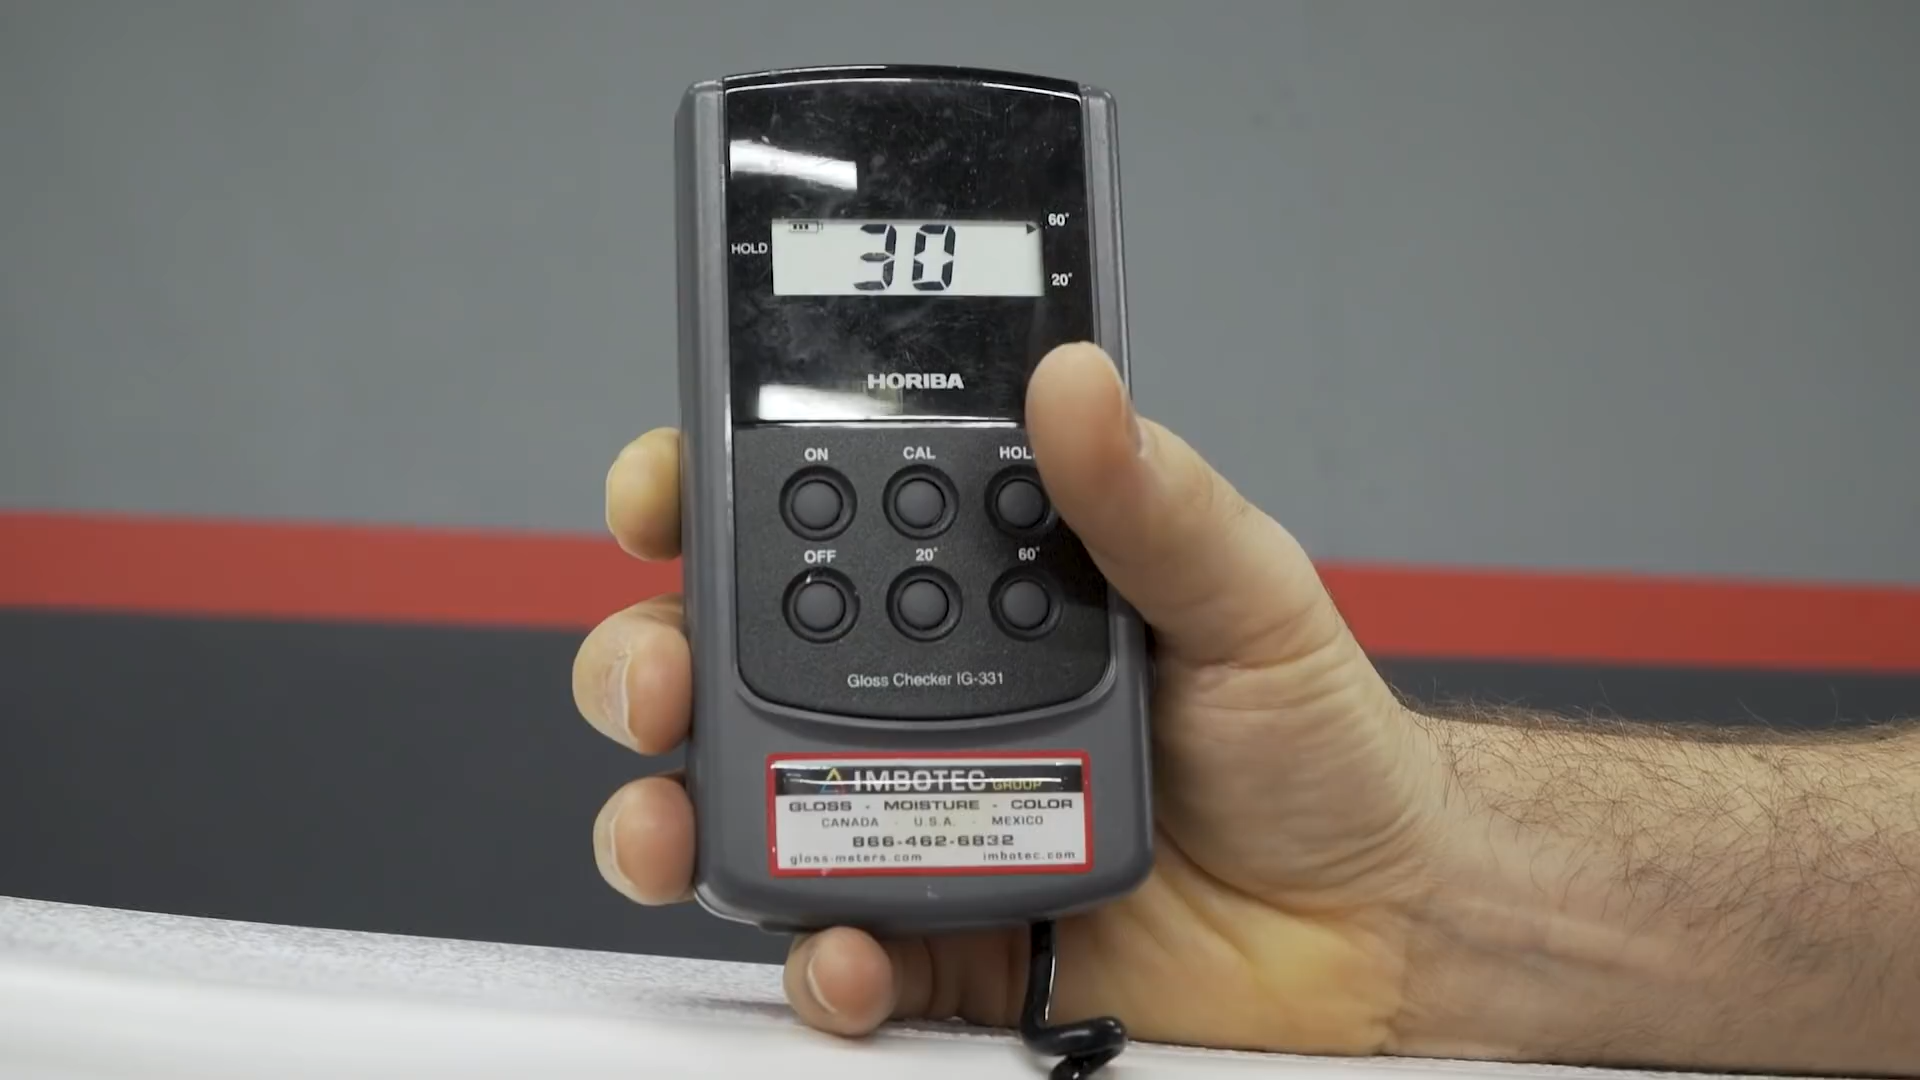 60°
HOLD
30
20°
HORIBA
ON CAL HOL
OFF 20° 60°
Gloss Checker IG-331
IMBOTEC GROUP
GLOSS - MOISTURE - COLOR
CANADA - U.S.A. - MEXICO
866-462-6832
gloss-meters.com imbotec.com